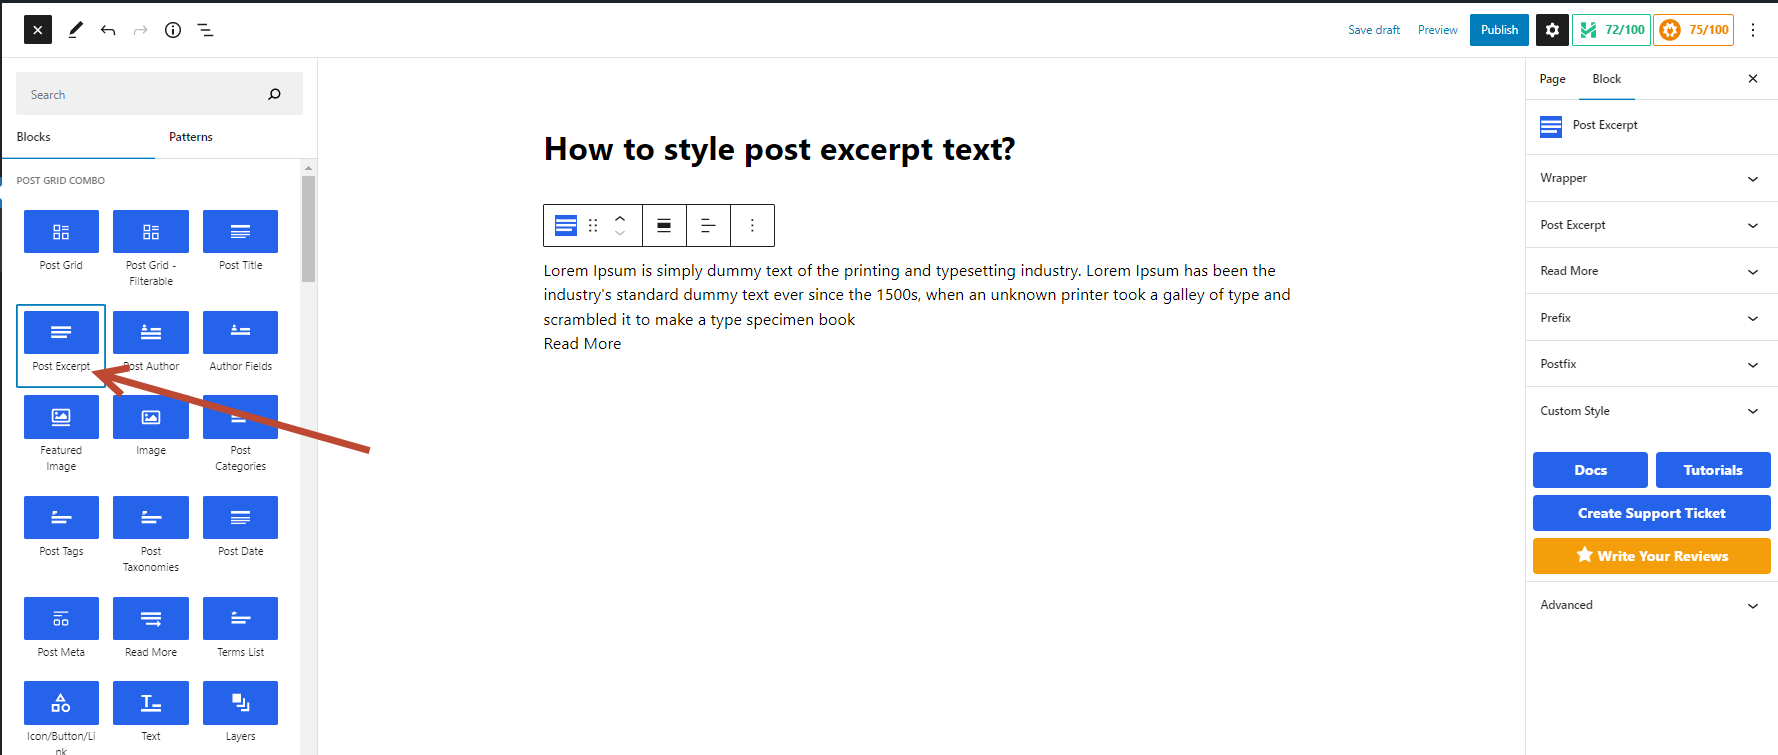 Save draft
Preview
Publish
72/100
75/100
Search
Blocks
Patterns
POST GRID COMBO
Post Grid
Post Grid -
Filterable
Post Title
Post Excerpt
Post Author
Author Fields
Featured
Image
Image
Post
Categories
Post Tags
Post
Taxonomies
Post Date
Post Meta
Read More
Terms List
Icon/Button/Li
nk
Text
Layers
How to style post excerpt text?
Lorem Ipsum is simply dummy text of the printing and typesetting industry. Lorem Ipsum has been the
industry's standard dummy text ever since the 1500s, when an unknown printer took a galley of type and
scrambled it to make a type specimen book
Read More
Page
Block
Post Excerpt
Wrapper
Post Excerpt
Read More
Prefix
Postfix
Custom Style
Docs
Tutorials
Create Support Ticket
Write Your Reviews
Advanced